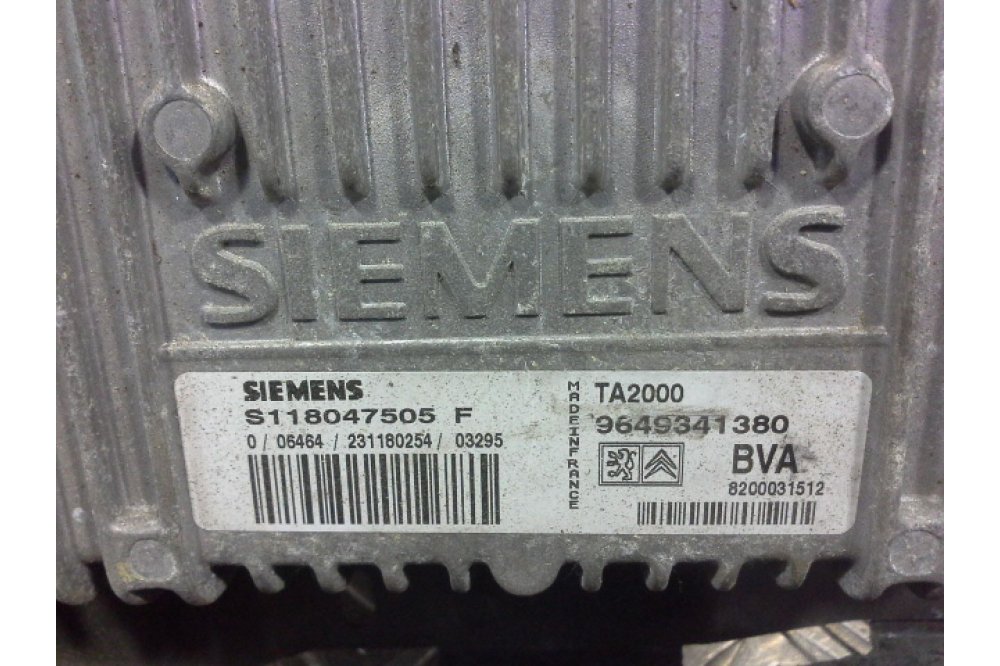 SIEMENS
SIEMENS
S118047505 F
0 / 06464 / 231180254 / 03295
MADE IN FRANCE
TA2000
9649341380
BVA
8200031512